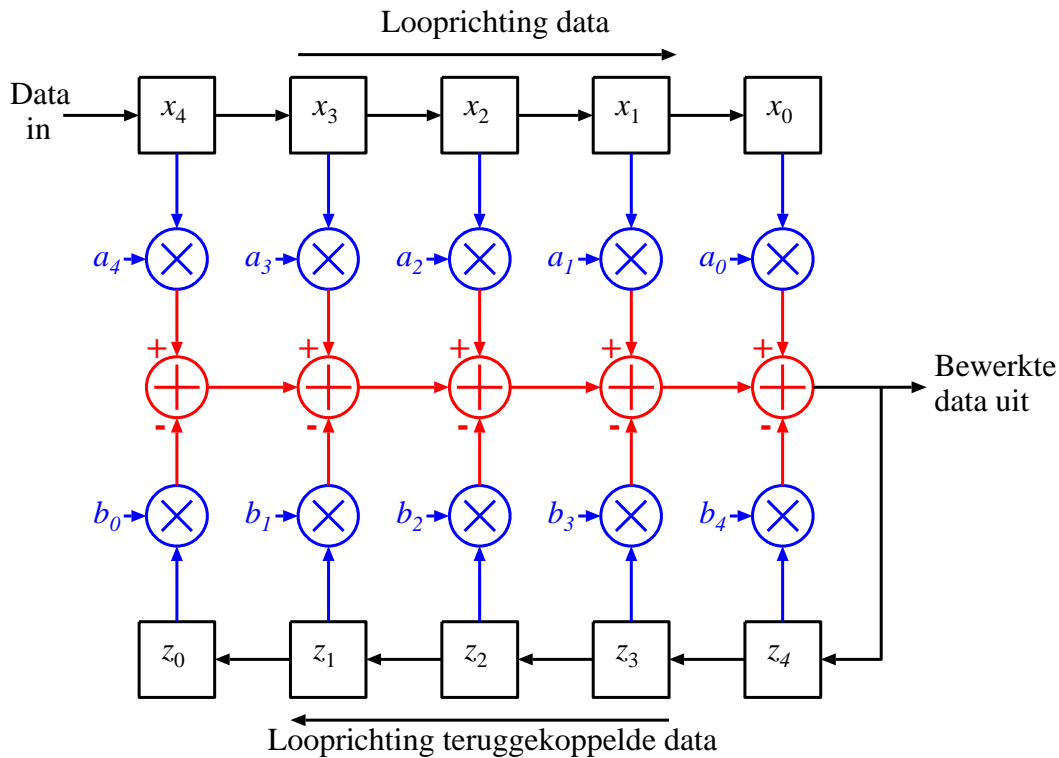 Looprichting data
Data
in
x₄ x₃ x₂ x₁ x₀
a₄ a₃ a₂ a₁ a₀
+ + + + +
Bewerkte
data uit
- - - - -
b₀ b₁ b₂ b₃ b₄
z₀ z₁ z₂ z₃ z₄
Looprichting teruggekoppelde data